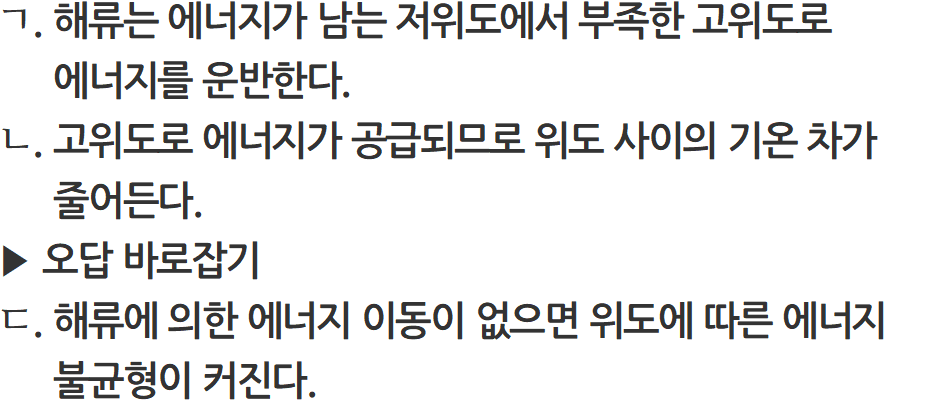 ㄱ. 해류는 에너지가 남는 저위도에서 부족한 고위도로
에너지를 운반한다.
ㄴ. 고위도로 에너지가 공급되므로 위도 사이의 기온 차가
줄어든다.
▶ 오답 바로잡기
ㄷ. 해류에 의한 에너지 이동이 없으면 위도에 따른 에너지
불균형이 커진다.